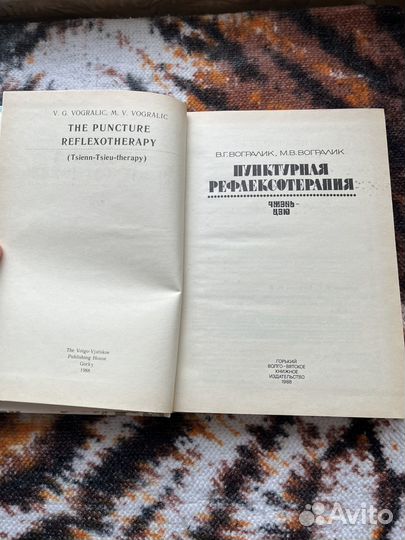 V. G. VOGRALIC, M. V. VOGRALIC
THE PUNCTURE
REFLEXOTHERAPY
(Tsienn-Tsieu-therapy)
The Volgo-Vjatskoe
Publishing House
Gorky
1988
В.Г. ВОГРАЛИК, М.В. ВОГРАЛИК
ПУНКТУРНАЯ
РЕФЛЕКСОТЕРАПИЯ
ЧЖЭНЬ-
ЦЗЮ
ГОРЬКИЙ
ВОЛГО-ВЯТСКОЕ
КНИЖНОЕ
ИЗДАТЕЛЬСТВО
1988
Avito